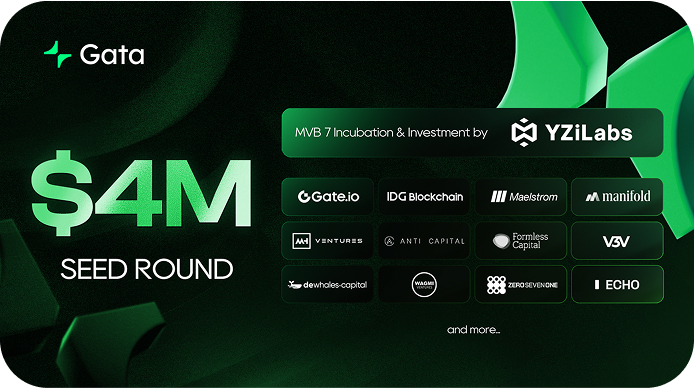 Gata
$4M
SEED ROUND
MVB 7 Incubation & Investment by YZiLabs
Gate.io IDG Blockchain Maelstrom manifold
VENTURES ANTI CAPITAL Formless Capital V3V
dewhales-capital WAGMI VENTURES ZEROSEVENONE ECHO
and more..